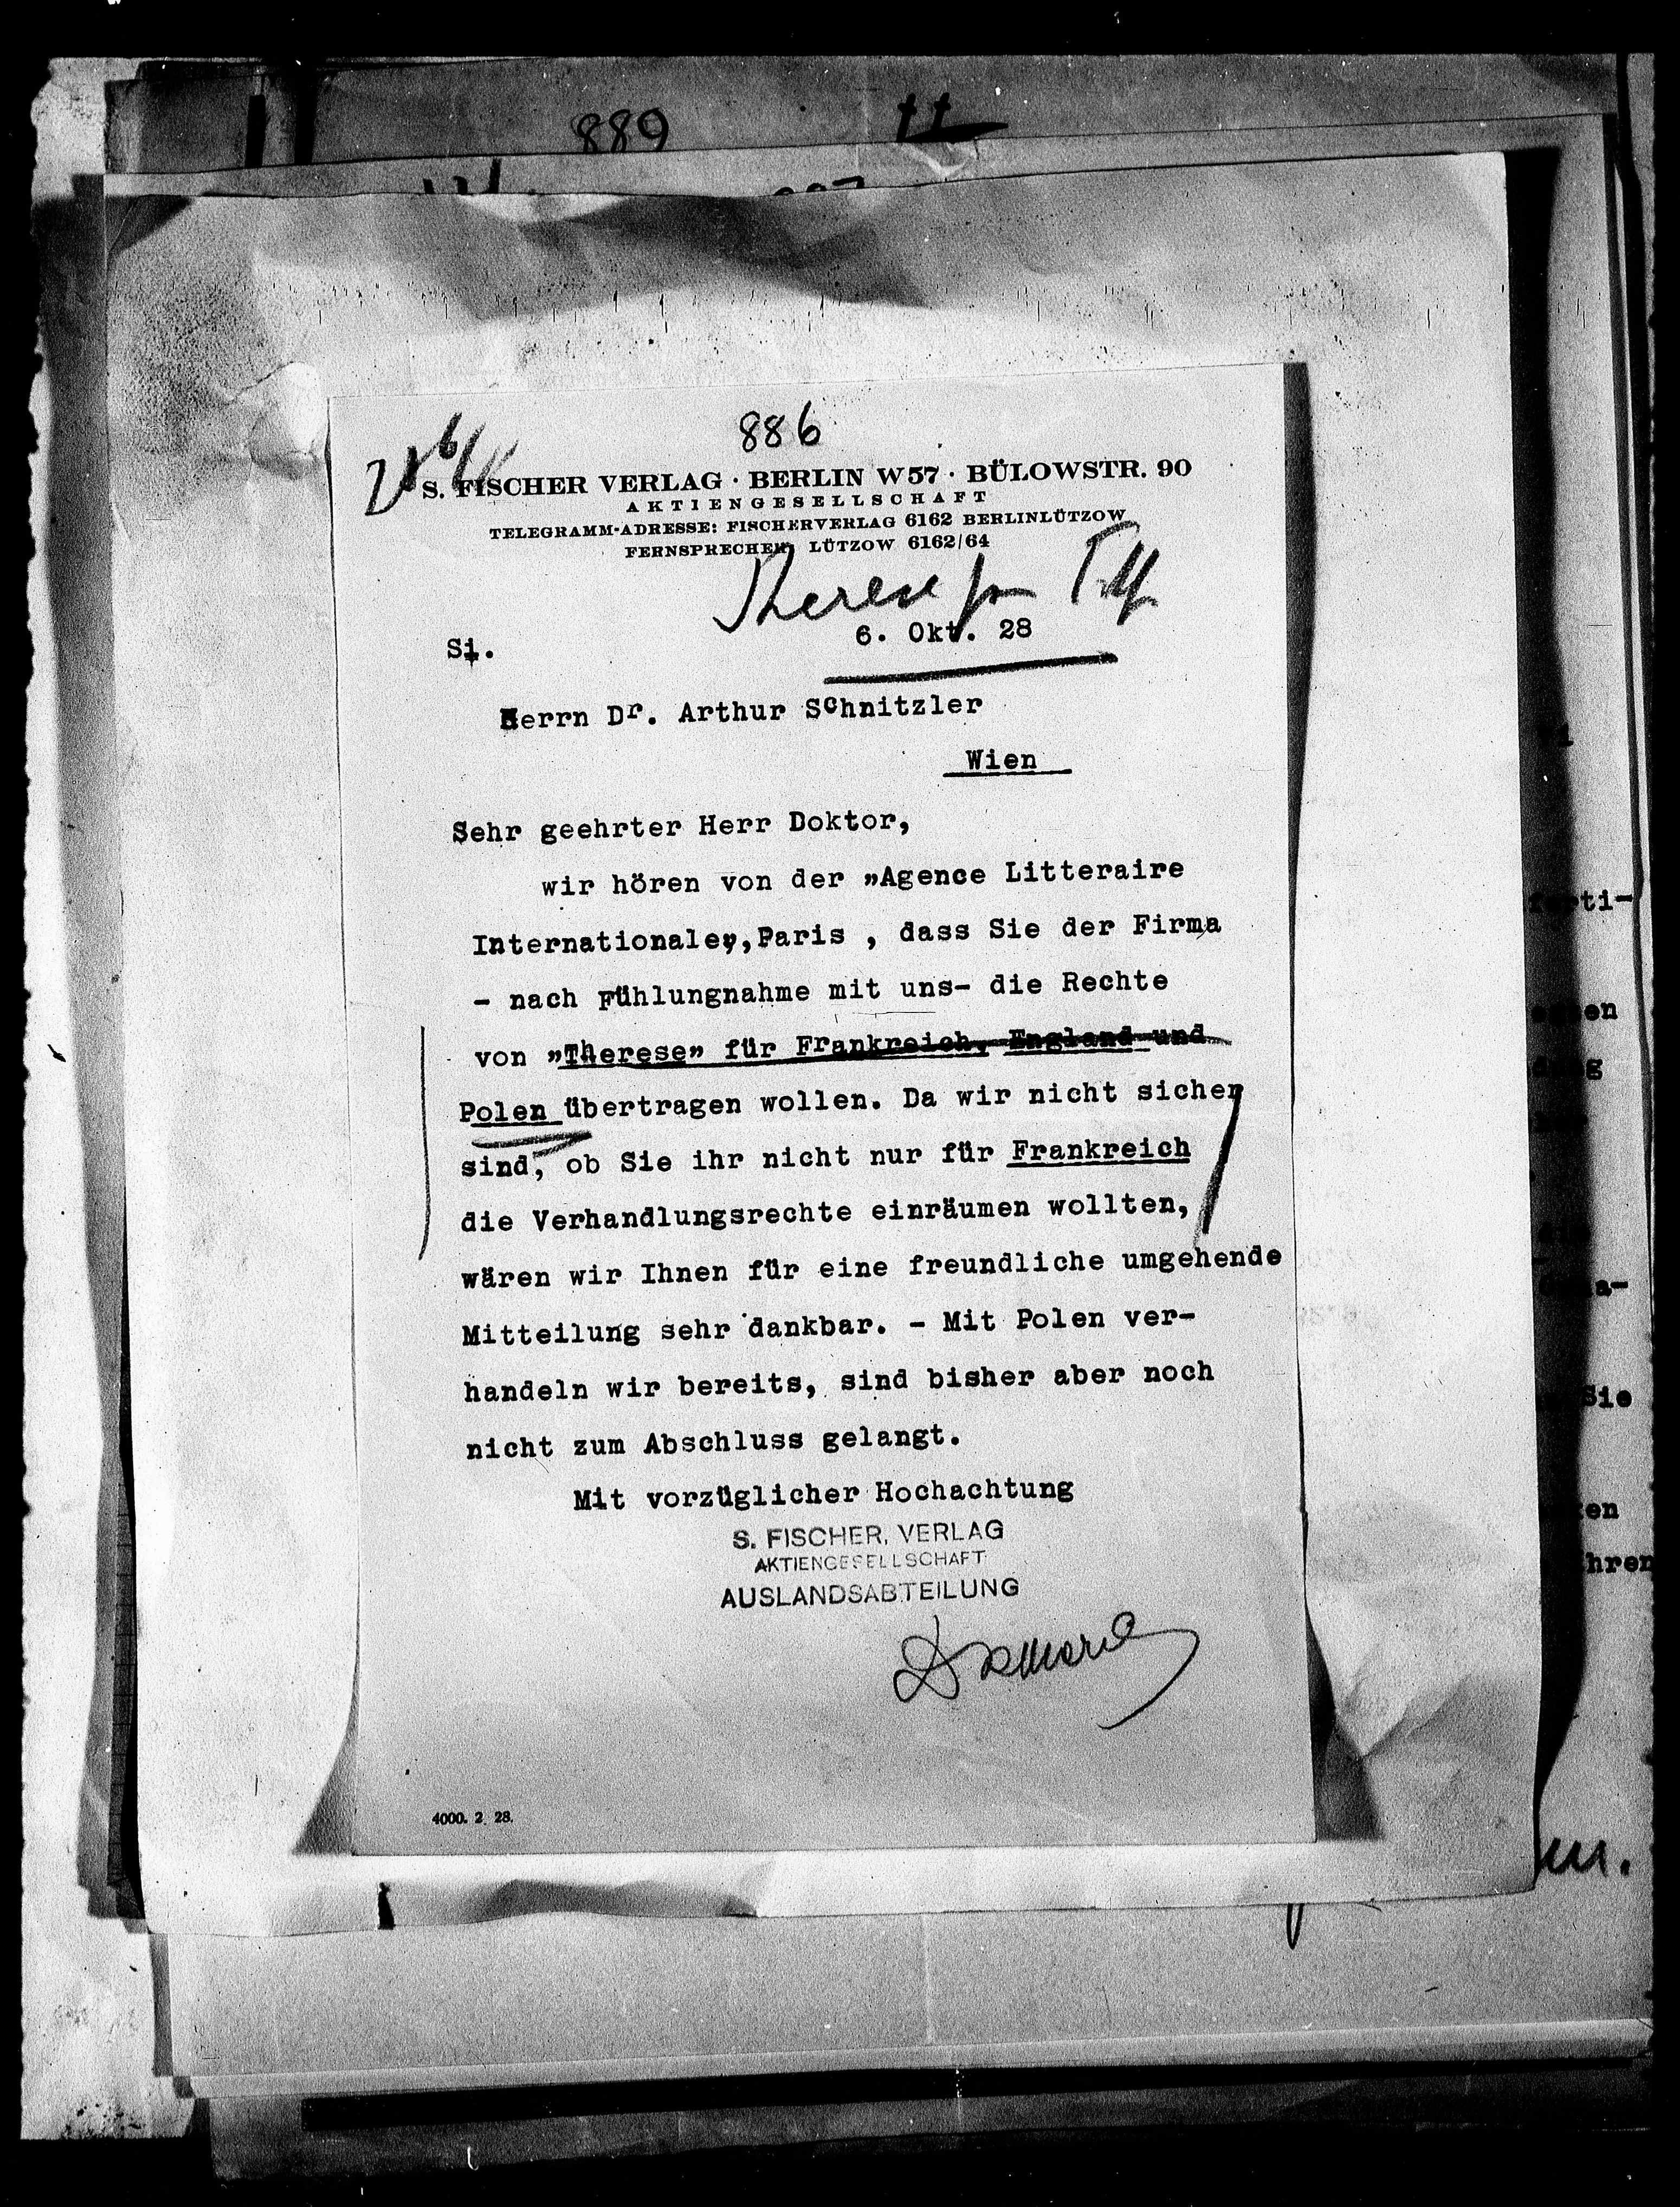 889
886
S. FISCHER VERLAG · BERLIN W57 · BÜLOWSTR. 90
AKTIENGESELLSCHAFT
TELEGRAMM-ADRESSE: FISCHERVERLAG 6162 BERLINLÜTZOW
FERNSPRECHER: LÜTZOW 6162/64
Therese
6. Okt. 28
Si.
Herrn Dr. Arthur Schnitzler
Wien
Sehr geehrter Herr Doktor,
wir hören von der „Agence Litteraire
Internationale„, Paris , dass Sie der Firma
- nach Fühlungnahme mit uns- die Rechte
von „Therese„ für Frankreich, England und
Polen übertragen wollen. Da wir nicht sicher
sind, ob Sie ihr nicht nur für Frankreich
die Verhandlungsrechte einräumen wollten,
wären wir Ihnen für eine freundliche umgehende
Mitteilung sehr dankbar. - Mit Polen ver-
handeln wir bereits, sind bisher aber noch
nicht zum Abschluss gelangt.
Mit vorzüglicher Hochachtung
S. FISCHER, VERLAG
AKTIENGESELLSCHAFT
AUSLANDSABTEILUNG
4000. 2. 28.